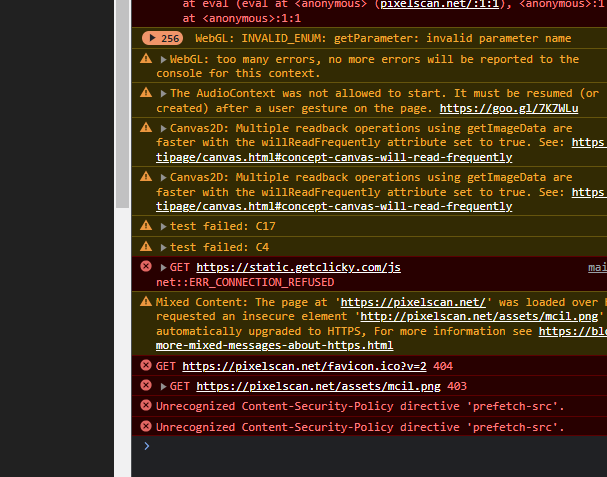 at eval (eval at <anonymous> (pixelscan.net/:1:1), <anonymous>:1
at <anonymous>:1:1
256 WebGL: INVALID_ENUM: getParameter: invalid parameter name
WebGL: too many errors, no more errors will be reported to the
console for this context.
The AudioContext was not allowed to start. It must be resumed (or
created) after a user gesture on the page. https://goo.gl/7K7WLu
Canvas2D: Multiple readback operations using getImageData are
faster with the willReadFrequently attribute set to true. See: https
tipage/canvas.html#concept-canvas-will-read-frequently
Canvas2D: Multiple readback operations using getImageData are
faster with the willReadFrequently attribute set to true. See: https
tipage/canvas.html#concept-canvas-will-read-frequently
test failed: C17
test failed: C4
GET https://static.getclicky.com/js mai
net::ERR_CONNECTION_REFUSED
Mixed Content: The page at 'https://pixelscan.net/' was loaded over
requested an insecure element 'http://pixelscan.net/assets/mcil.png'
automatically upgraded to HTTPS, For more information see https://blo
more-mixed-messages-about-https.html
GET https://pixelscan.net/favicon.ico?v=2 404
GET https://pixelscan.net/assets/mcil.png 403
Unrecognized Content-Security-Policy directive 'prefetch-src'.
Unrecognized Content-Security-Policy directive 'prefetch-src'.